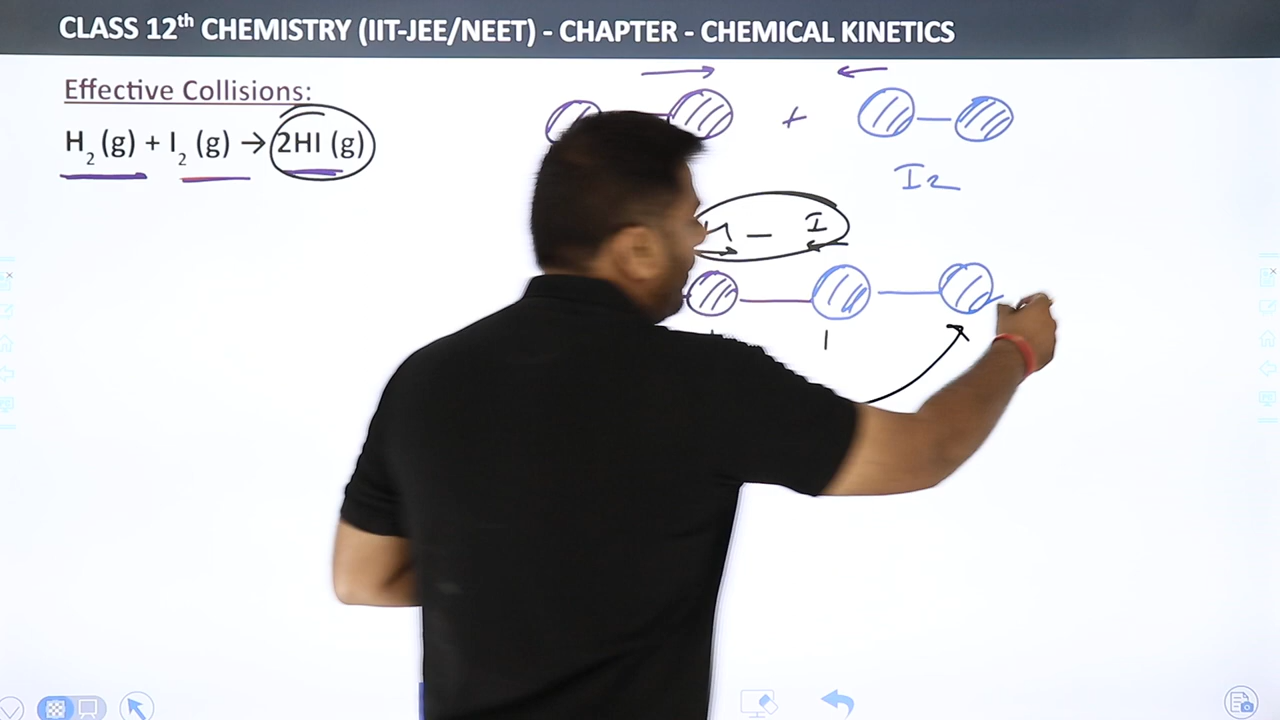 CLASS 12th CHEMISTRY (IIT-JEE/NEET) - CHAPTER - CHEMICAL KINETICS
Effective Collisions:
H2 (g) + I2 (g) → 2HI (g)
+
I2
— I